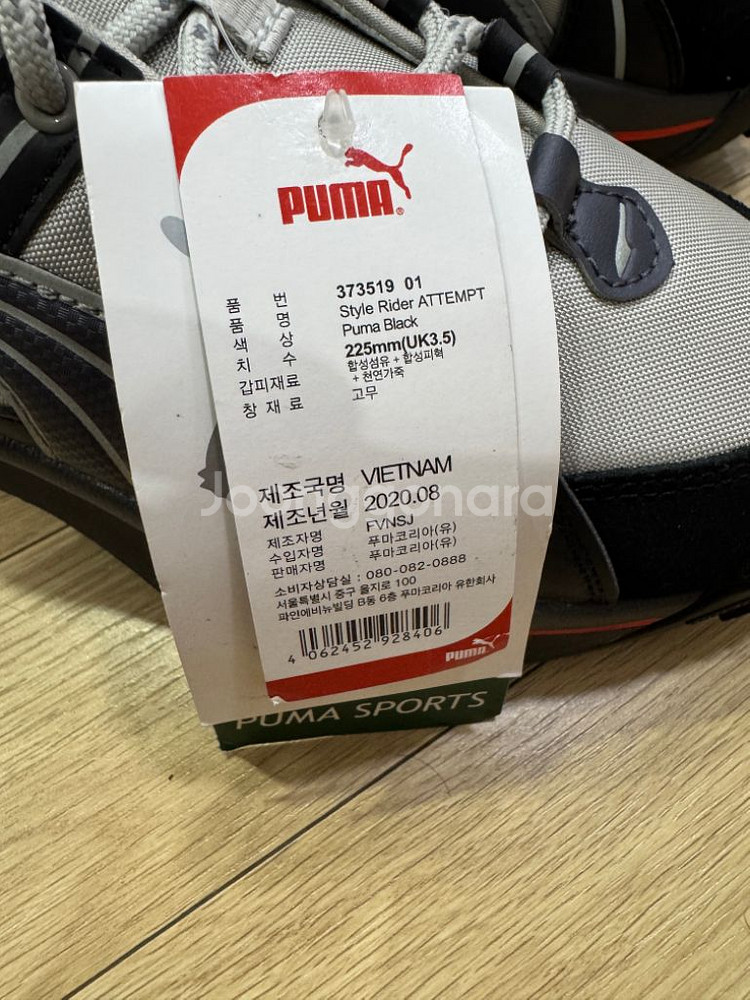 PUMA®
품 번 373519 01
품 명 Style Rider ATTEMPT
색 상 Puma Black
치 수 225mm(UK3.5)
갑피재료 합성섬유 + 합성피혁
+ 천연가죽
창 재 료 고무
제조국명 VIETNAM
제조년월 2020.08
제조자명 FVNSJ
수입자명 푸마코리아(유)
판매자명 푸마코리아(유)
소비자상담실 : 080-082-0888
서울특별시 중구 을지로 100
파인에비뉴빌딩 B동 6층 푸마코리아 유한회사
4 062452 928406
PUMA
PUMA SPORTS
Joongonara